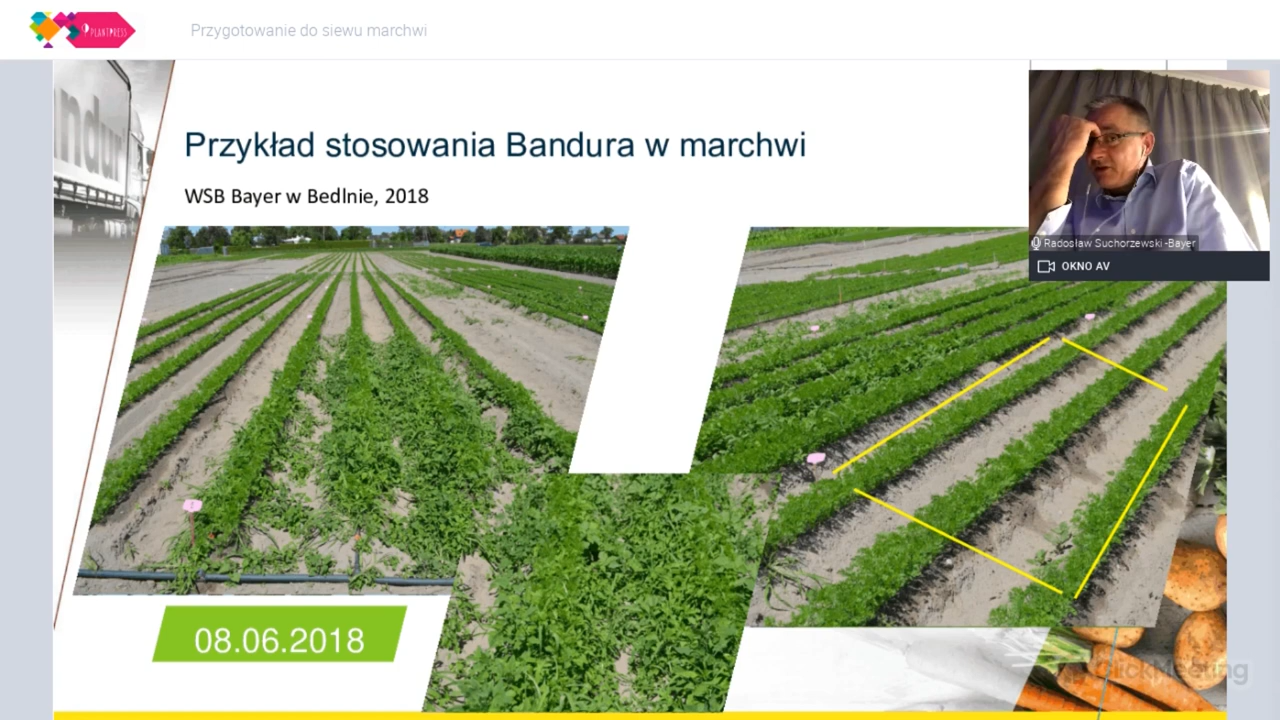 PLANTPRESS
Przygotowanie do siewu marchwi
Przykład stosowania Bandura w marchwi
WSB Bayer w Bedlnie, 2018
Radosław Suchorzewski -Bayer
OKNO AV
08.06.2018
ClickMeeting